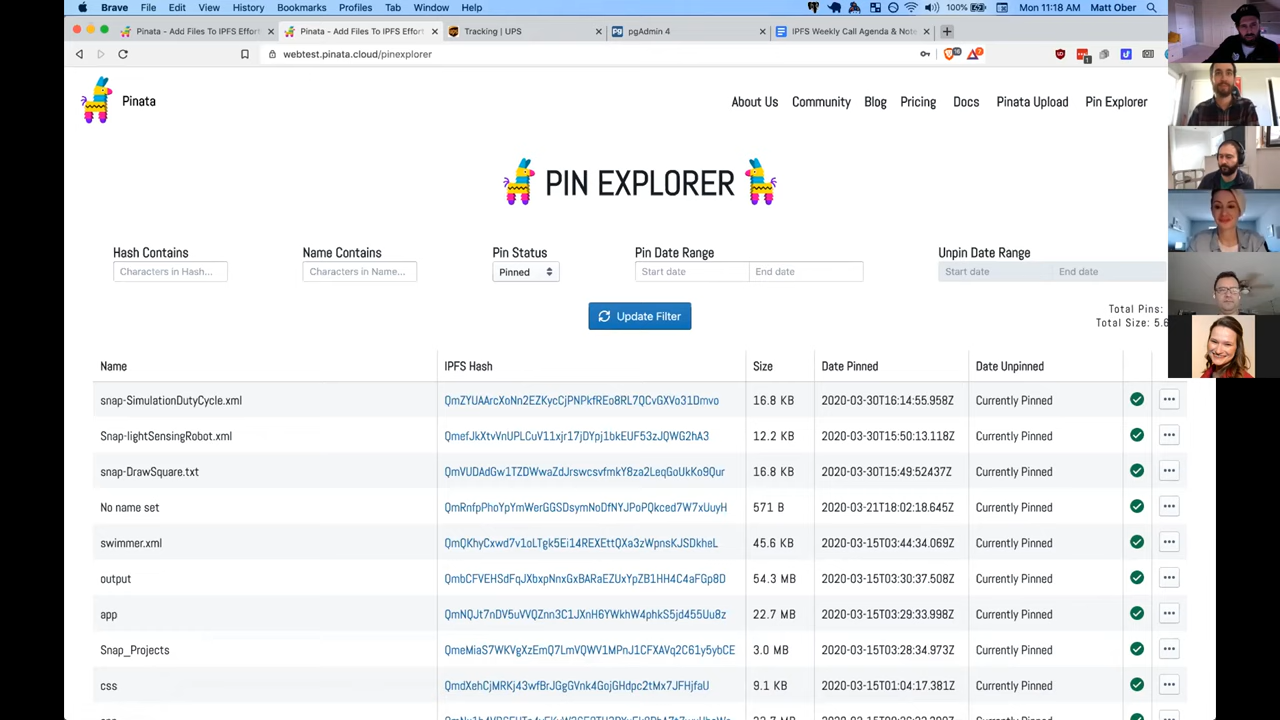 Brave File Edit View History Bookmarks Profiles Tab Window Help 100% Mon 11:18 AM Matt Ober
Pinata - Add Files To IPFS Effort Pinata - Add Files To IPFS Effort Tracking | UPS pgAdmin 4 IPFS Weekly Call Agenda & Note
webtest.pinata.cloud/pinexplorer
Pinata About Us Community Blog Pricing Docs Pinata Upload Pin Explorer
PIN EXPLORER
Hash Contains Name Contains Pin Status Pin Date Range Unpin Date Range
Characters in Hash... Characters in Name... Pinned Start date End date Start date End date
Update Filter
Total Pins:
Total Size: 5.6
Name IPFS Hash Size Date Pinned Date Unpinned
snap-SimulationDutyCycle.xml QmZYUAArcXoNn2EZKycCjPNPkfREo8RL7QCvGXVo31Dmvo 16.8 KB 2020-03-30T16:14:55.958Z Currently Pinned
Snap-lightSensingRobot.xml QmefJkXtvVnUPLCuV11xjr17jDYpj1bkEUF53zJQWG2hA3 12.2 KB 2020-03-30T15:50:13.118Z Currently Pinned
snap-DrawSquare.txt QmVUDAdGw1TZDWwaZdJrswcsvfmkY8za2LeqGoUkKo9Qur 16.8 KB 2020-03-30T15:49:52.437Z Currently Pinned
No name set QmRnfpPhoYpYmWerGGSDsymNoDfNYJPoPQkced7W7xUuyH 571 B 2020-03-21T18:02:18.645Z Currently Pinned
swimmer.xml QmQKhyCxwd7v1oLTgk5Ei14REXEttQXa3zWpnsKJSDkheL 45.6 KB 2020-03-15T03:44:34.069Z Currently Pinned
output QmbCFVEHSdFqJXbxpNnxGxBARaEZUxYpZB1HH4C4aFGp8D 54.3 MB 2020-03-15T03:30:37.508Z Currently Pinned
app QmNQJt7nDV5uVVQZnn3C1JXnH6YWkhW4phkS5jd455Uu8z 22.7 MB 2020-03-15T03:29:33.998Z Currently Pinned
Snap_Projects QmeMiaS7WKVgXzEmQ7LmVQWV1MPnJ1CFXAVq2C61y5ybCE 3.0 MB 2020-03-15T03:28:34.973Z Currently Pinned
css QmdXehCjMRKj43wfBrJGgGVnk4GojGHdpc2tMx7JFHjfaU 9.1 KB 2020-03-15T01:04:17.381Z Currently Pinned